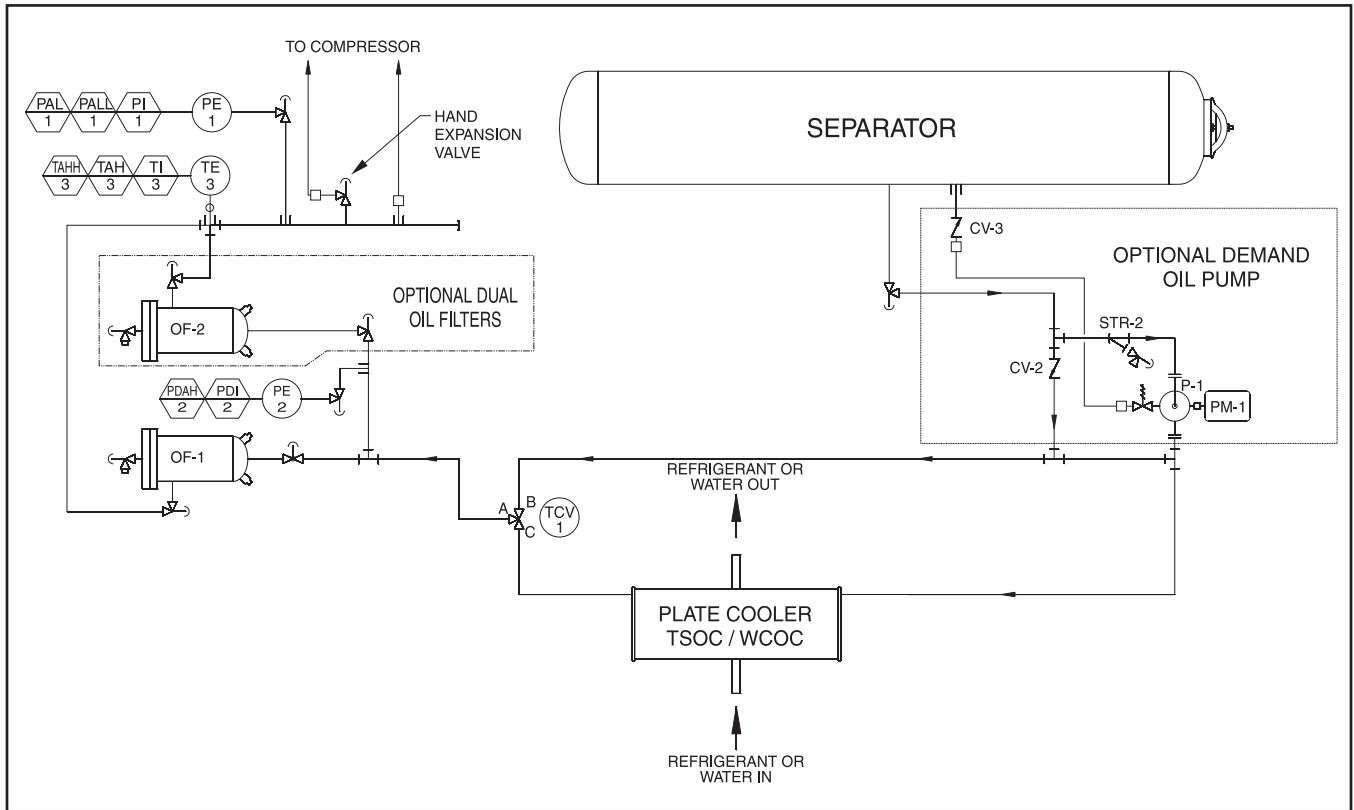 TO COMPRESSOR
PAL 1
PALL 1
PI 1
PE 1
HAND
EXPANSION
VALVE
SEPARATOR
TAHH 3
TAH 3
TI 3
TE 3
CV-3
OPTIONAL DEMAND
OIL PUMP
OPTIONAL DUAL
OIL FILTERS
OF-2
STR-2
CV-2
P-1
PM-1
PDAH 2
PDI 2
PE 2
OF-1
REFRIGERANT OR
WATER OUT
A
B
C
TCV 1
PLATE COOLER
TSOC / WCOC
REFRIGERANT OR
WATER IN